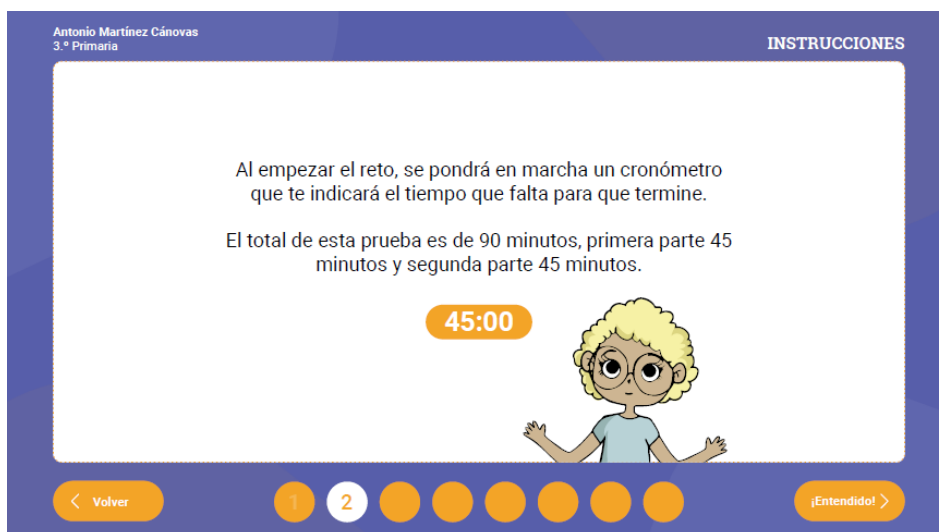 Antonio Martínez Cánovas
3.º Primaria
INSTRUCCIONES
Al empezar el reto, se pondrá en marcha un cronómetro
que te indicará el tiempo que falta para que termine.
El total de esta prueba es de 90 minutos, primera parte 45
minutos y segunda parte 45 minutos.
45:00
Volver
1
2
¡Entendido!